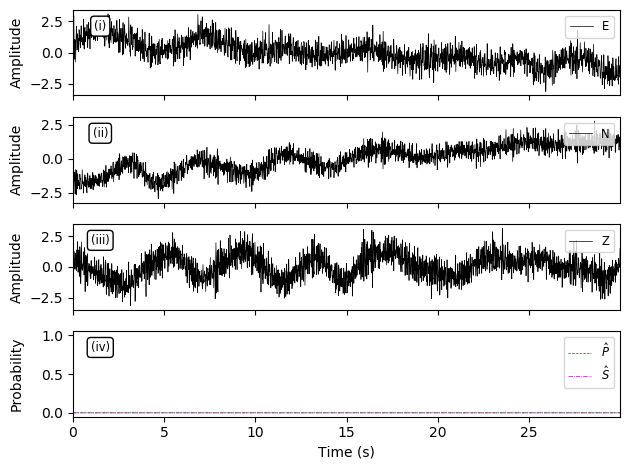 Amplitude
2.5
0.0
−2.5
(i)
E
Amplitude
2.5
0.0
−2.5
(ii)
N
Amplitude
2.5
0.0
−2.5
(iii)
Z
Probability
1.0
0.5
0.0
(iv)
P̂
Ŝ
0 5 10 15 20 25
Time (s)